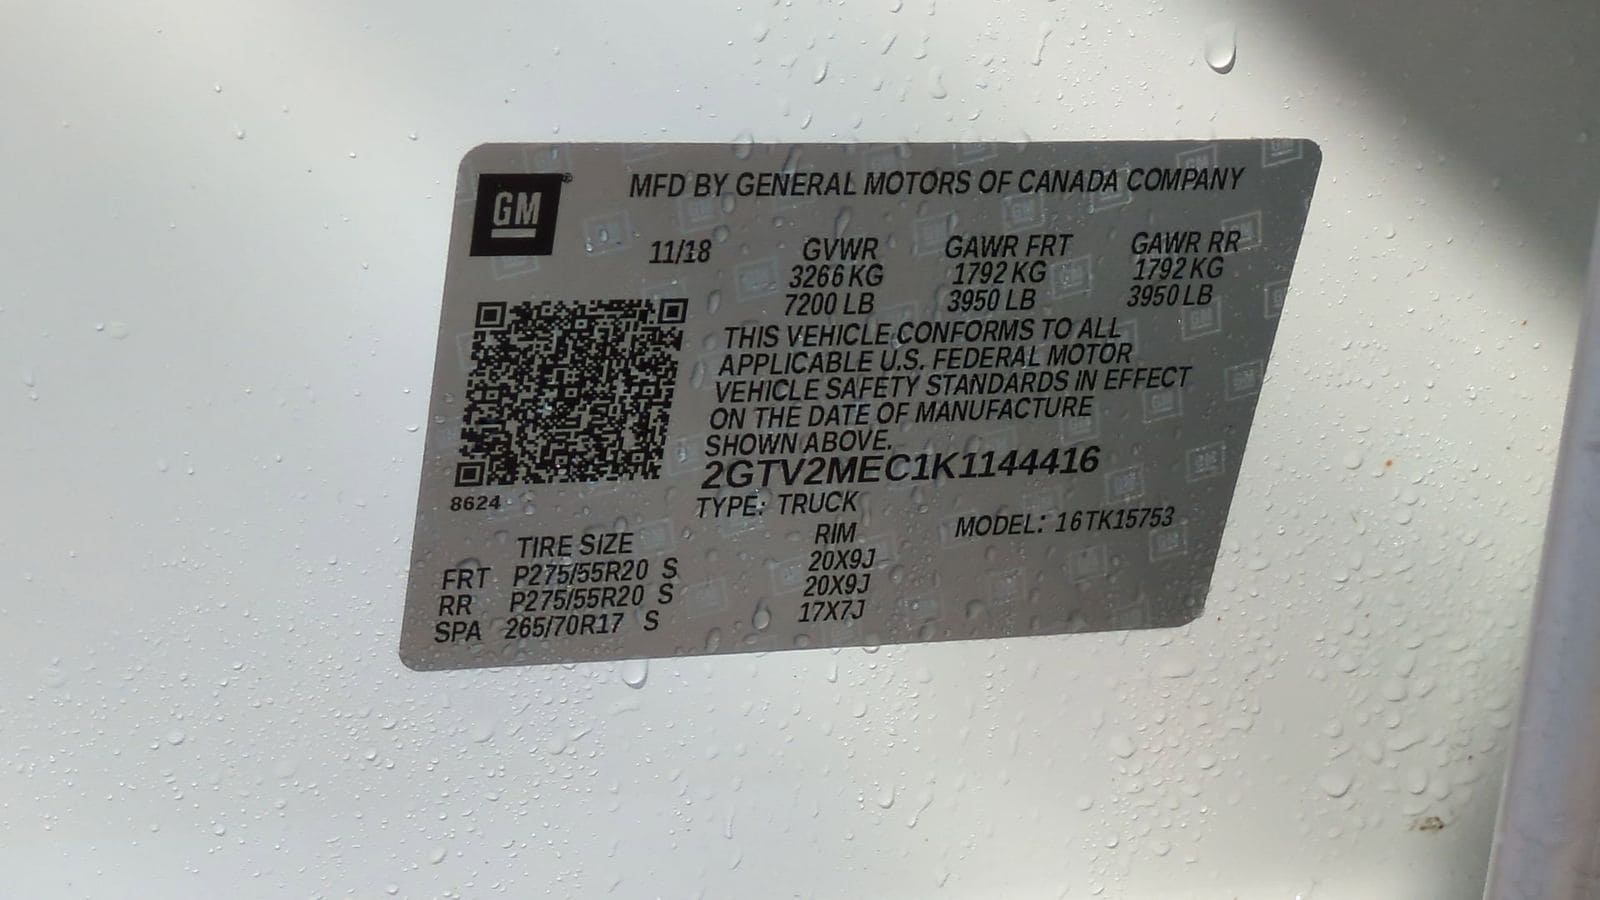 GM®
MFD BY GENERAL MOTORS OF CANADA COMPANY
11/18 GVWR GAWR FRT GAWR RR
3266 KG 1792 KG 1792 KG
7200 LB 3950 LB 3950 LB
THIS VEHICLE CONFORMS TO ALL
APPLICABLE U.S. FEDERAL MOTOR
VEHICLE SAFETY STANDARDS IN EFFECT
ON THE DATE OF MANUFACTURE
SHOWN ABOVE.
2GTV2MEC1K1144416
8624
TYPE: TRUCK
MODEL: 16TK15753
TIRE SIZE RIM
FRT P275/55R20 S 20X9J
RR P275/55R20 S 20X9J
SPA 265/70R17 S 17X7J